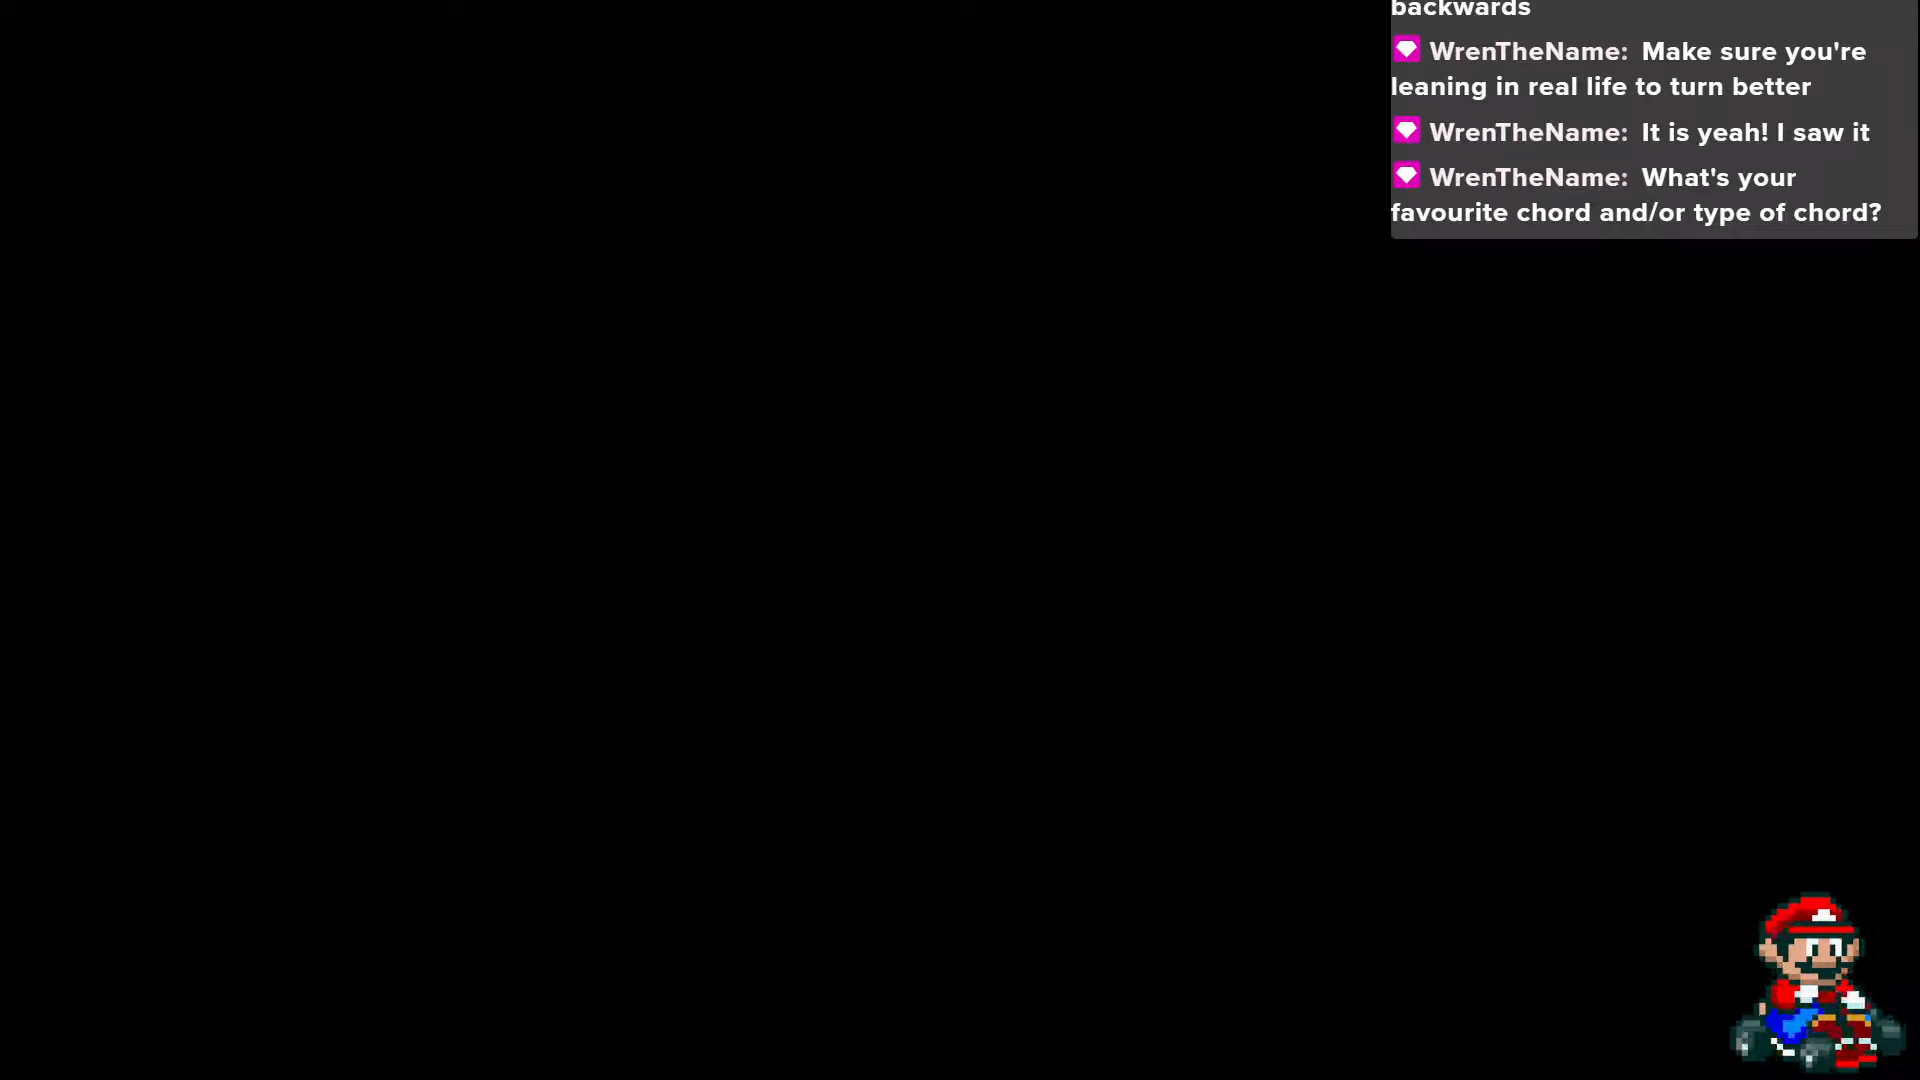 backwards
WrenTheName: Make sure you're
leaning in real life to turn better
WrenTheName: It is yeah! I saw it
WrenTheName: What's your
favourite chord and/or type of chord?